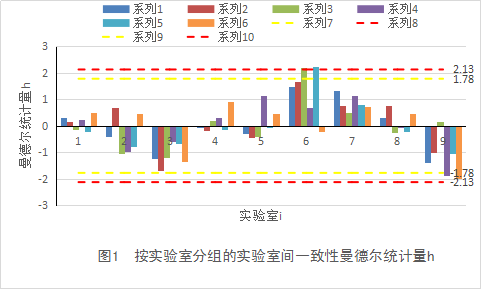 系列1 系列2 系列3 系列4
系列5 系列6 系列7 系列8
系列9 系列10
3
2
1
0
-1
-2
-3
曼德尔统计量h
2.13
1.78
-1.78
-2.13
1 2 3 4 5 6 7 8 9
实验室i
图1 按实验室分组的实验室间一致性曼德尔统计量h